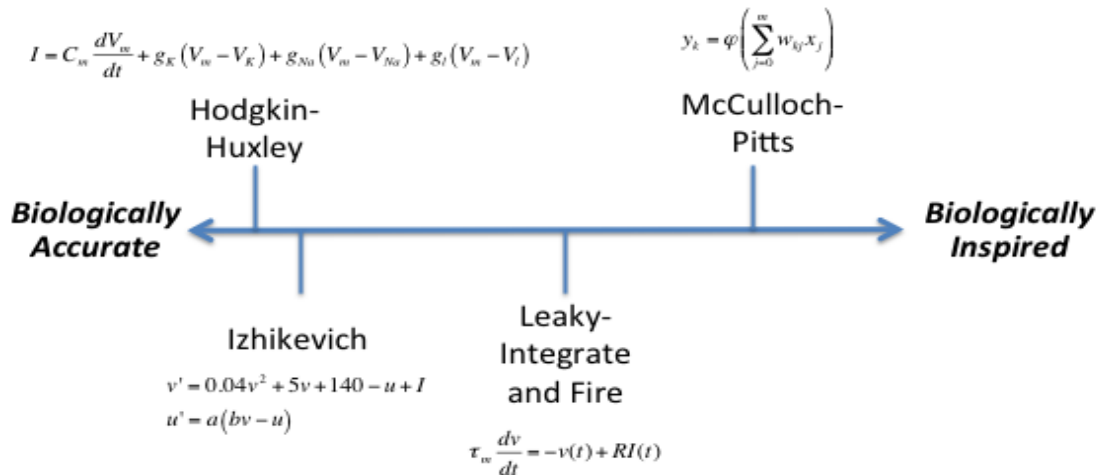 I = C_m dV_m/dt + g_K (V_m − V_K) + g_Na (V_m − V_Na) + g_l (V_m − V_l)
y_k = φ( ∑_{j=0}^{m} w_kj x_j )
Hodgkin-
Huxley
McCulloch-
Pitts
Biologically
Accurate
Biologically
Inspired
Izhikevich
v' = 0.04v² + 5v + 140 − u + I
u' = a(bv − u)
Leaky-
Integrate
and Fire
τ_m dv/dt = −v(t) + RI(t)